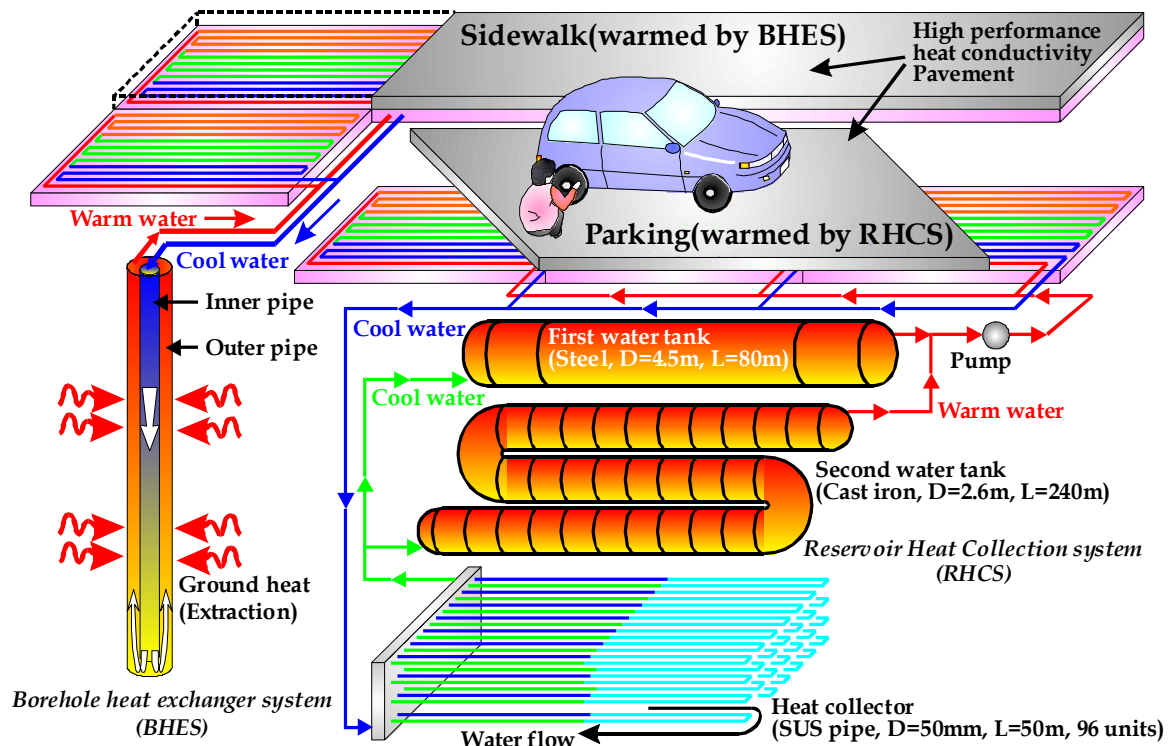 Sidewalk(warmed by BHES)
High performance
heat conductivity
Pavement
Warm water
Cool water
Parking(warmed by RHCS)
Inner pipe
Outer pipe
Cool water
First water tank
(Steel, D=4.5m, L=80m)
Pump
Cool water
Warm water
Second water tank
(Cast iron, D=2.6m, L=240m)
Reservoir Heat Collection system
(RHCS)
Ground heat
(Extraction)
Borehole heat exchanger system
(BHES)
Heat collector
(SUS pipe, D=50mm, L=50m, 96 units)
Water flow